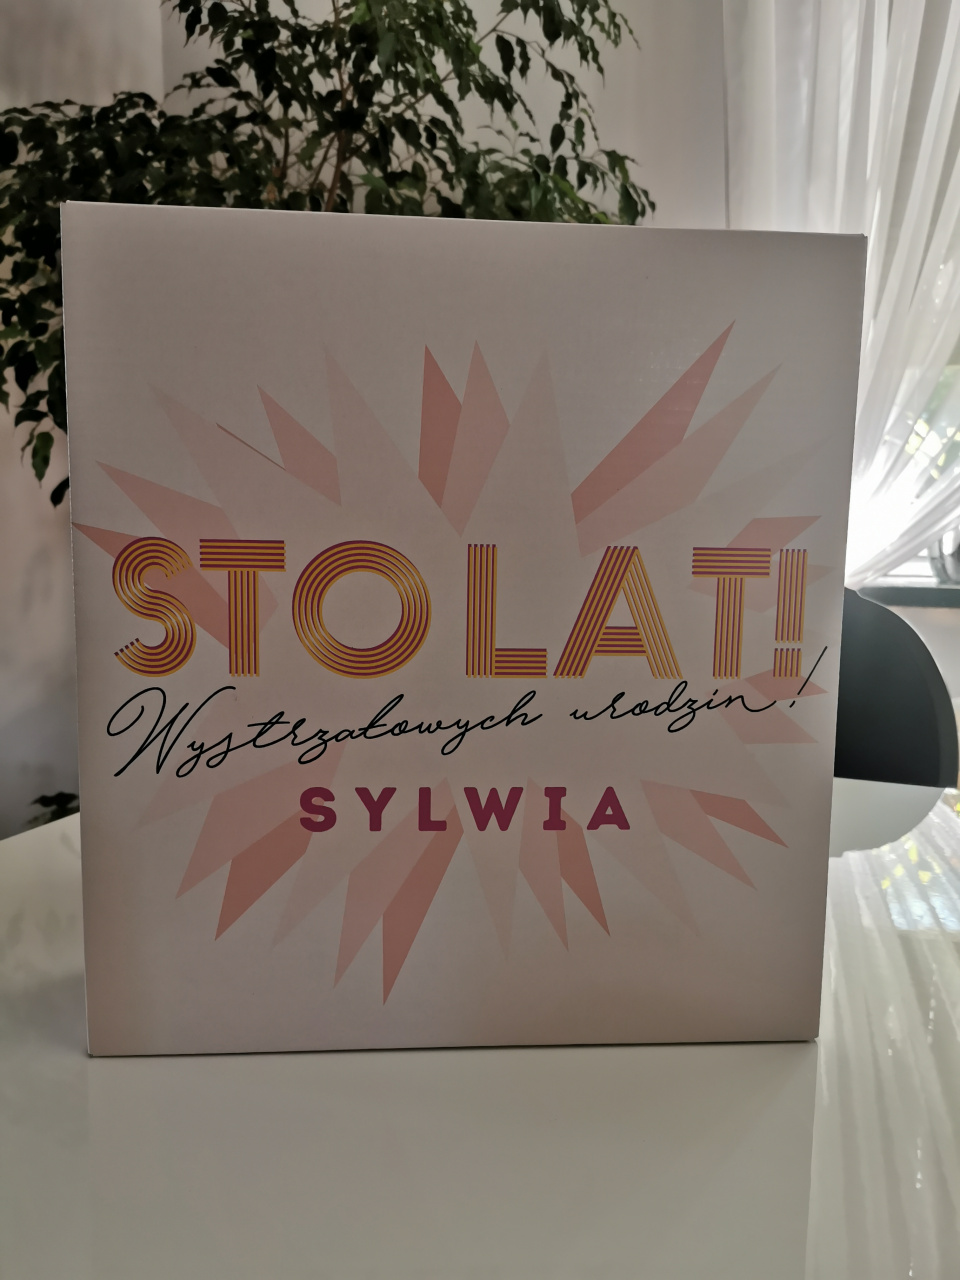 STO LAT!
Wystrzałowych urodzin!
SYLWIA